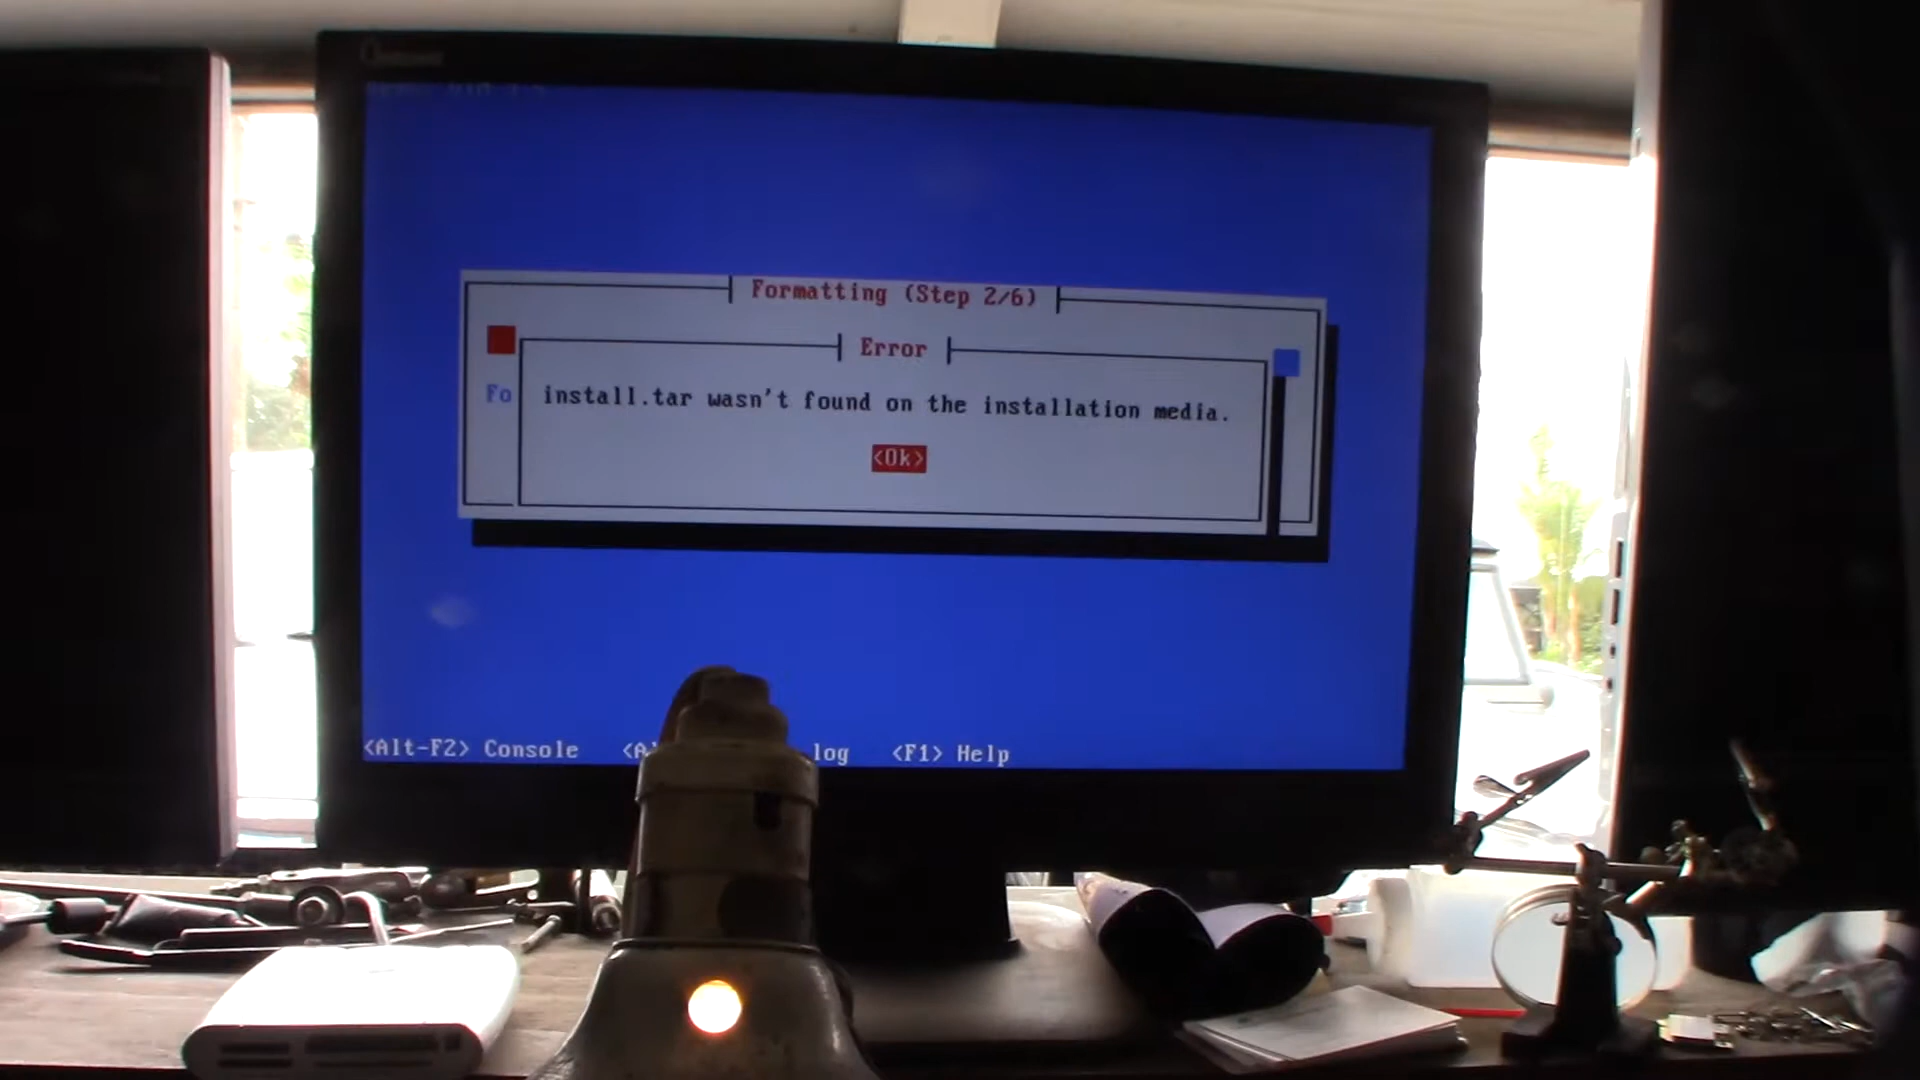 Formatting (Step 2/6)
Error
Fo
install.tar wasn't found on the installation media.
<Ok>
<Alt-F2> Console <A log <F1> Help